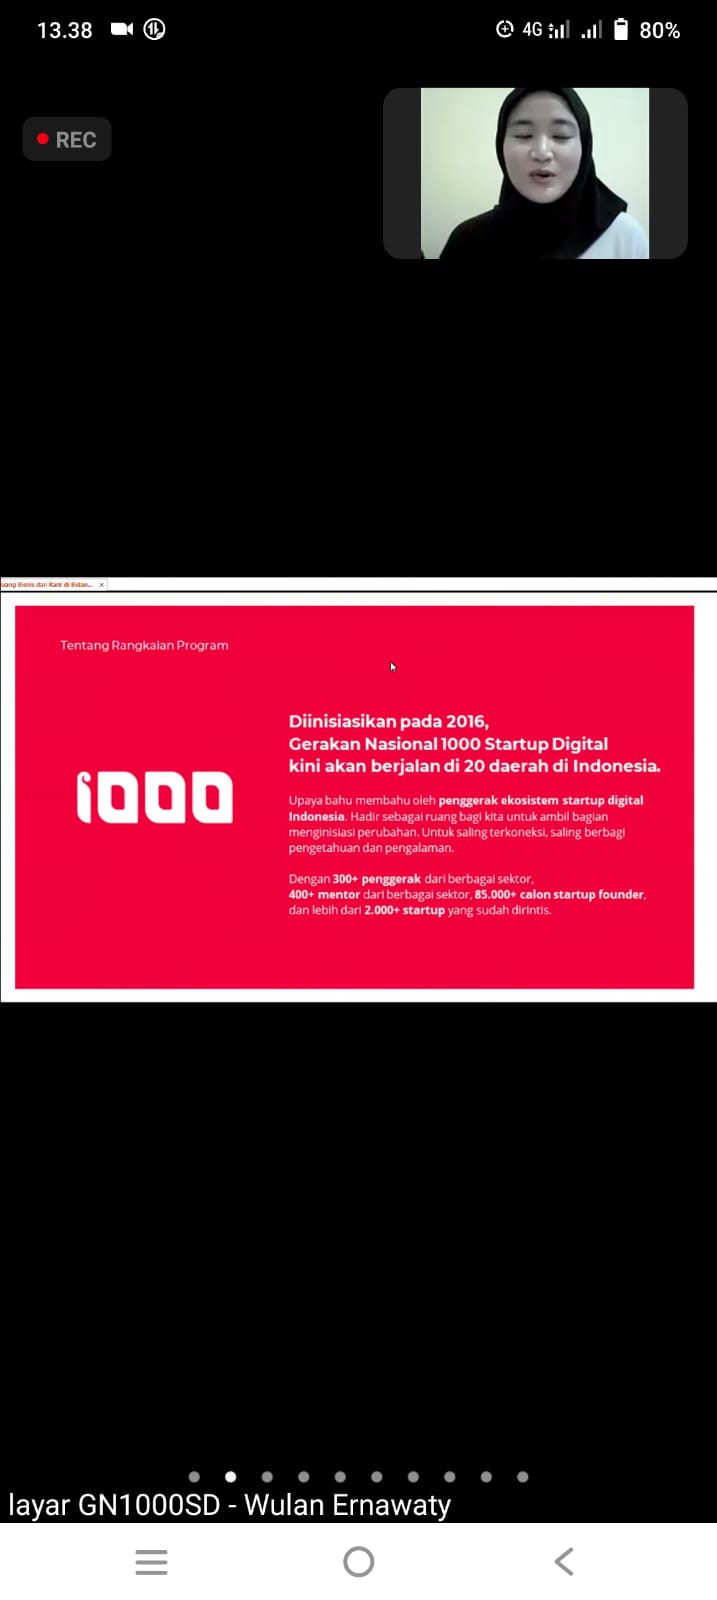 13.38
4G
80%
REC
uang Bisnis dan Karir di Bidan...
Tentang Rangkaian Program
Diinisiasikan pada 2016,
Gerakan Nasional 1000 Startup Digital
kini akan berjalan di 20 daerah di Indonesia.
1000
Upaya bahu membahu oleh penggerak ekosistem startup digital
Indonesia. Hadir sebagai ruang bagi kita untuk ambil bagian
menginisiasi perubahan. Untuk saling terkoneksi, saling berbagi
pengetahuan dan pengalaman.
Dengan 300+ penggerak dari berbagai sektor,
400+ mentor dari berbagai sektor, 85.000+ calon startup founder,
dan lebih dari 2.000+ startup yang sudah dirintis.
layar GN1000SD - Wulan Ernawaty